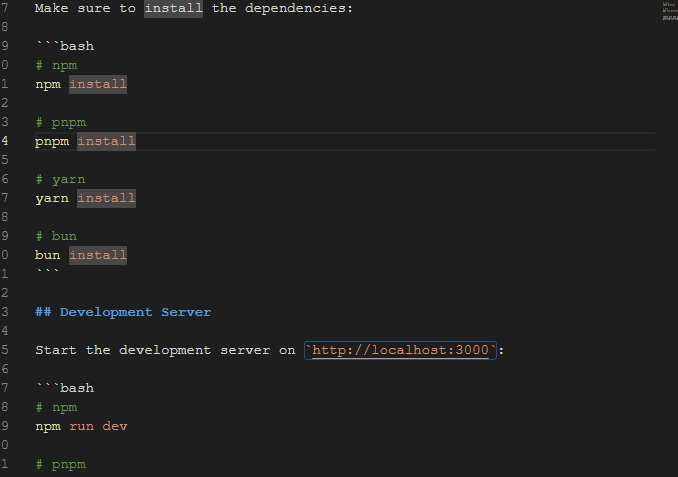 7 Make sure to install the dependencies:
8
9 ```bash
0 # npm
1 npm install
2
3 # pnpm
4 pnpm install
5
6 # yarn
7 yarn install
8
9 # bun
0 bun install
1 ```
2
3 ## Development Server
4
5 Start the development server on `http://localhost:3000`:
6
7 ```bash
8 # npm
9 npm run dev
0
1 # pnpm